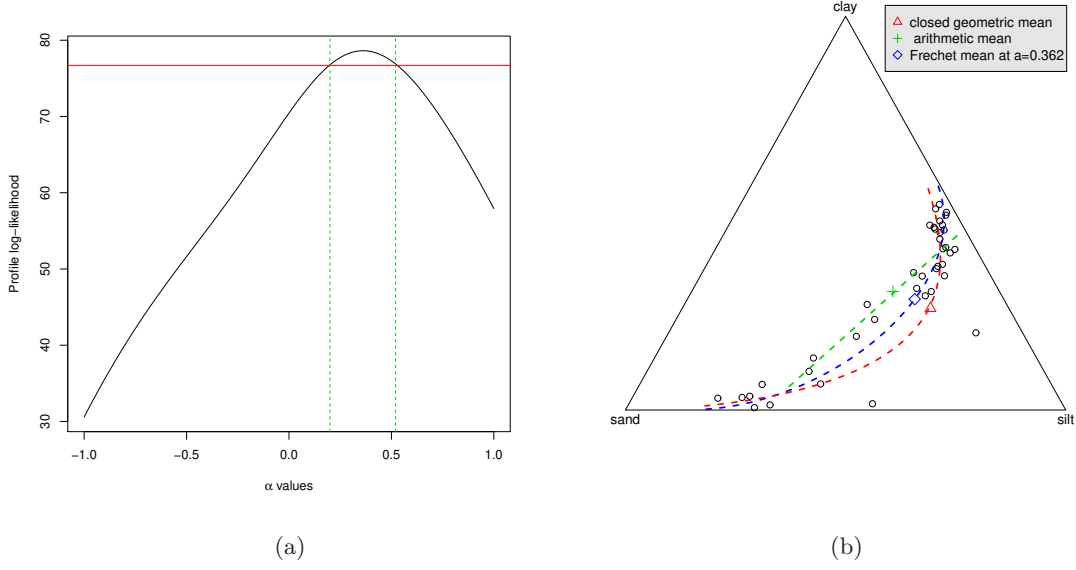 80
70
60
50
40
30
Profile log−likelihood
−1.0 −0.5 0.0 0.5 1.0
α values
(a)
clay
closed geometric mean
arithmetic mean
Frechet mean at a=0.362
sand silt
(b)